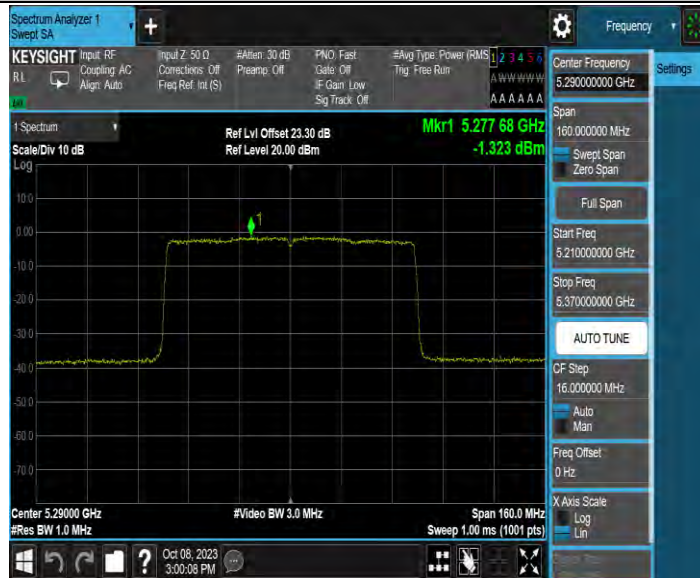 Spectrum Analyzer 1
Swept SA
Frequency
KEYSIGHT
RL
Input: RF
Coupling: AC
Align: Auto
Input Z: 50 Ω
Corrections: Off
Freq Ref: Int (S)
#Atten: 30 dB
Preamp: Off
PNO: Fast
Gate: Off
IF Gain: Low
Sig Track: Off
#Avg Type: Power (RMS
Trig: Free Run
1 2 3 4 5 6
A W W W W W
A A A A A A
Center Frequency
5.290000000 GHz
Settings
Span
160.000000 MHz
Swept Span
Zero Span
Full Span
Start Freq
5.210000000 GHz
Stop Freq
5.370000000 GHz
AUTO TUNE
CF Step
16.000000 MHz
Auto
Man
Freq Offset
0 Hz
X Axis Scale
Log
Lin
1 Spectrum
Scale/Div 10 dB
Ref Lvl Offset 23.30 dB
Ref Level 20.00 dBm
Mkr1 5.277 68 GHz
-1.323 dBm
Log
10.0
0.00
-10.0
-20.0
-30.0
-40.0
-50.0
-60.0
-70.0
1
Center 5.29000 GHz
#Res BW 1.0 MHz
#Video BW 3.0 MHz
Span 160.0 MHz
Sweep 1.00 ms (1001 pts)
?
Oct 08, 2023
3:00:08 PM